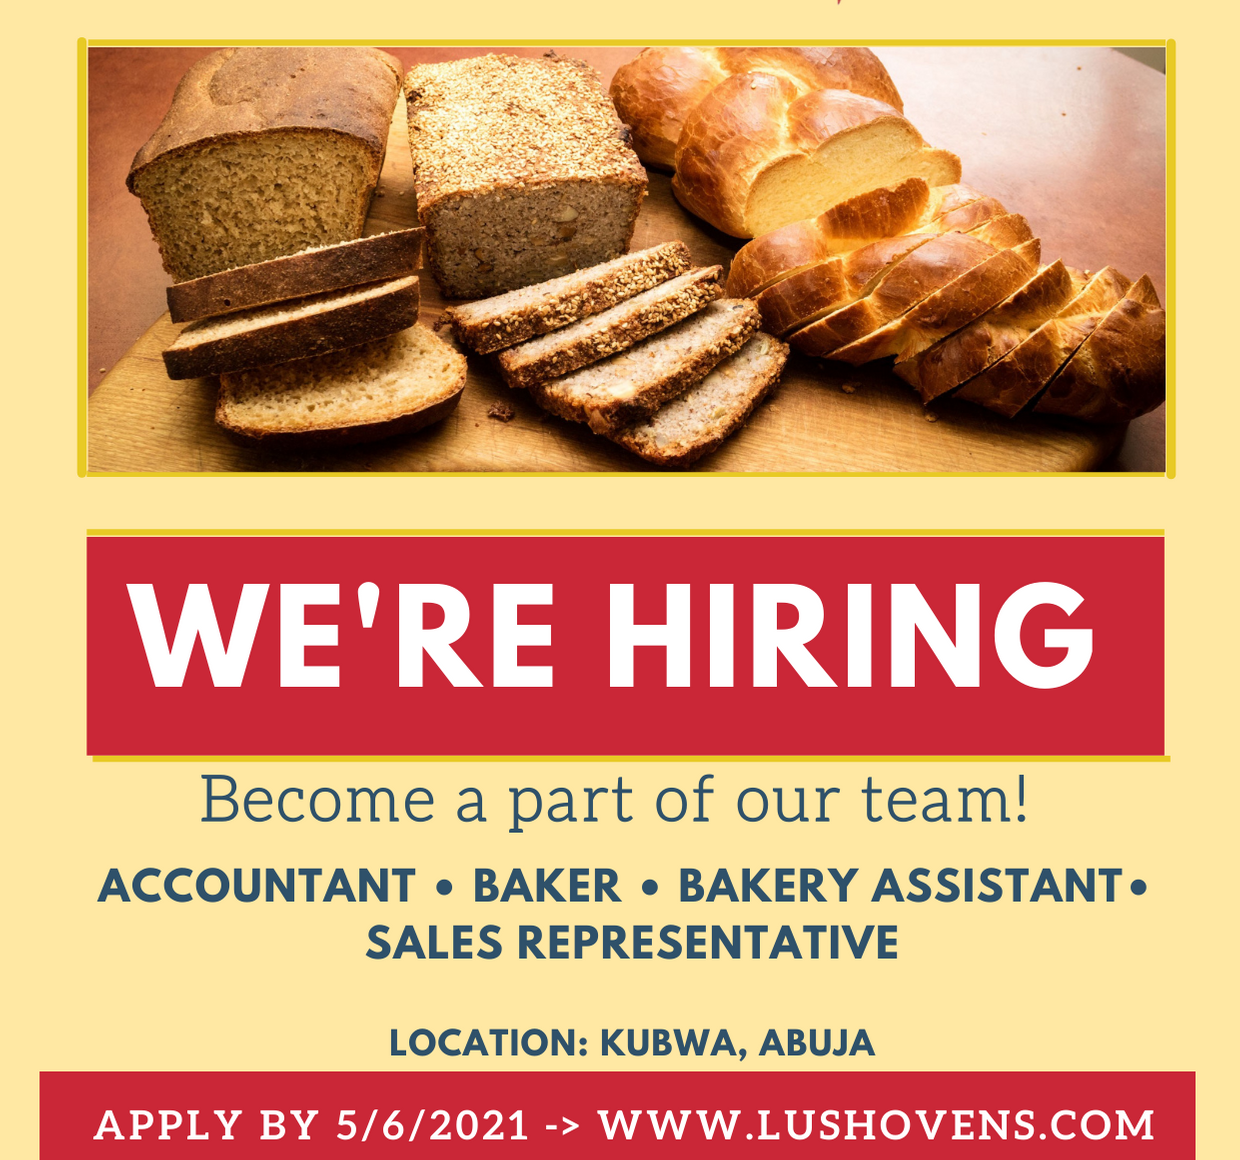 WE'RE HIRING
Become a part of our team!
ACCOUNTANT • BAKER • BAKERY ASSISTANT•
SALES REPRESENTATIVE
LOCATION: KUBWA, ABUJA
APPLY BY 5/6/2021 -> WWW.LUSHOVENS.COM